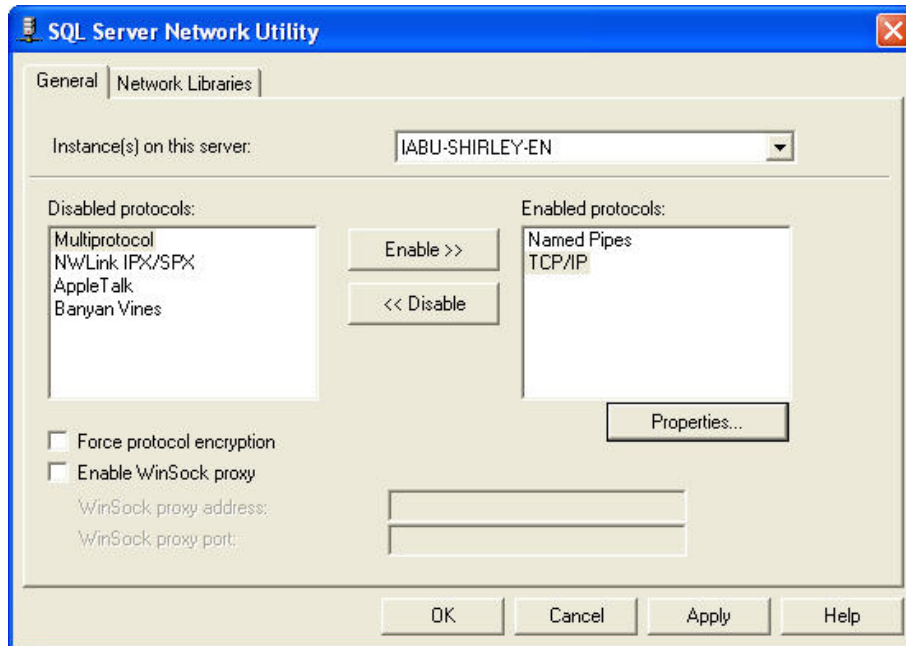 SQL Server Network Utility
General
Network Libraries
Instance(s) on this server:
IABU-SHIRLEY-EN
Disabled protocols:
Multiprotocol
NWLink IPX/SPX
AppleTalk
Banyan Vines
Enable >>
<< Disable
Enabled protocols:
Named Pipes
TCP/IP
Properties...
Force protocol encryption
Enable WinSock proxy
WinSock proxy address:
WinSock proxy port:
OK
Cancel
Apply
Help